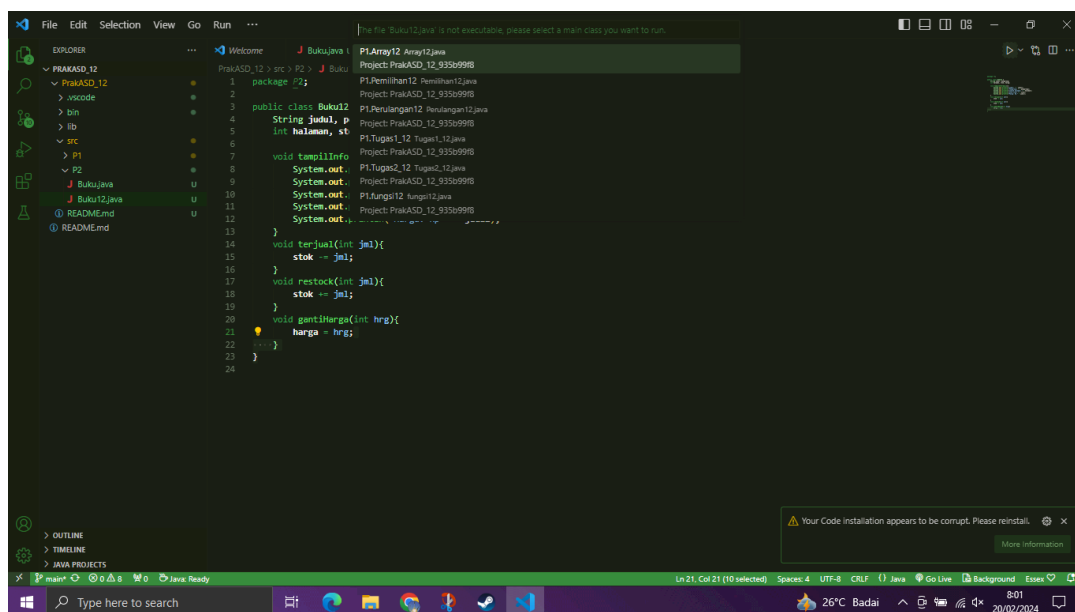 File Edit Selection View Go Run ···
The file 'Buku12.java' is not executable, please select a main class you want to run.
EXPLORER ···
PRAKASD_12
PrakASD_12
.vscode
bin
lib
src
P1
P2
J Buku.java U
J Buku12.java U
README.md U
README.md
OUTLINE
TIMELINE
JAVA PROJECTS
Welcome J Buku.java U
PrakASD_12 > src > P2 > J Buku
P1.Array12 Array12.java
Project: PrakASD_12_935b99f8
P1.Pemilihan12 Pemilihan12.java
Project: PrakASD_12_935b99f8
P1.Perulangan12 Perulangan12.java
Project: PrakASD_12_935b99f8
P1.Tugas1_12 Tugas1_12.java
Project: PrakASD_12_935b99f8
P1.Tugas2_12 Tugas2_12.java
Project: PrakASD_12_935b99f8
P1.fungsi12 fungsi12.java
Project: PrakASD_12_935b99f8
1 package P2;
2
3 public class Buku12
4 String judul, p
5 int halaman, st
6
7 void tampilInfo
8 System.out.
9 System.out.
10 System.out.
11 System.out.
12 System.out.
13 }
14 void terjual(int jml){
15 stok -= jml;
16 }
17 void restock(int jml){
18 stok += jml;
19 }
20 void gantiHarga(int hrg){
21 harga = hrg;
22 ····}
23 }
24
Your Code installation appears to be corrupt. Please reinstall.
More Information
main* 0 8 0 Java: Ready
Ln 21, Col 21 (10 selected) Spaces: 4 UTF-8 CRLF {} Java Go Live Background Essex
Type here to search
26°C Badai
8:01
20/02/2024